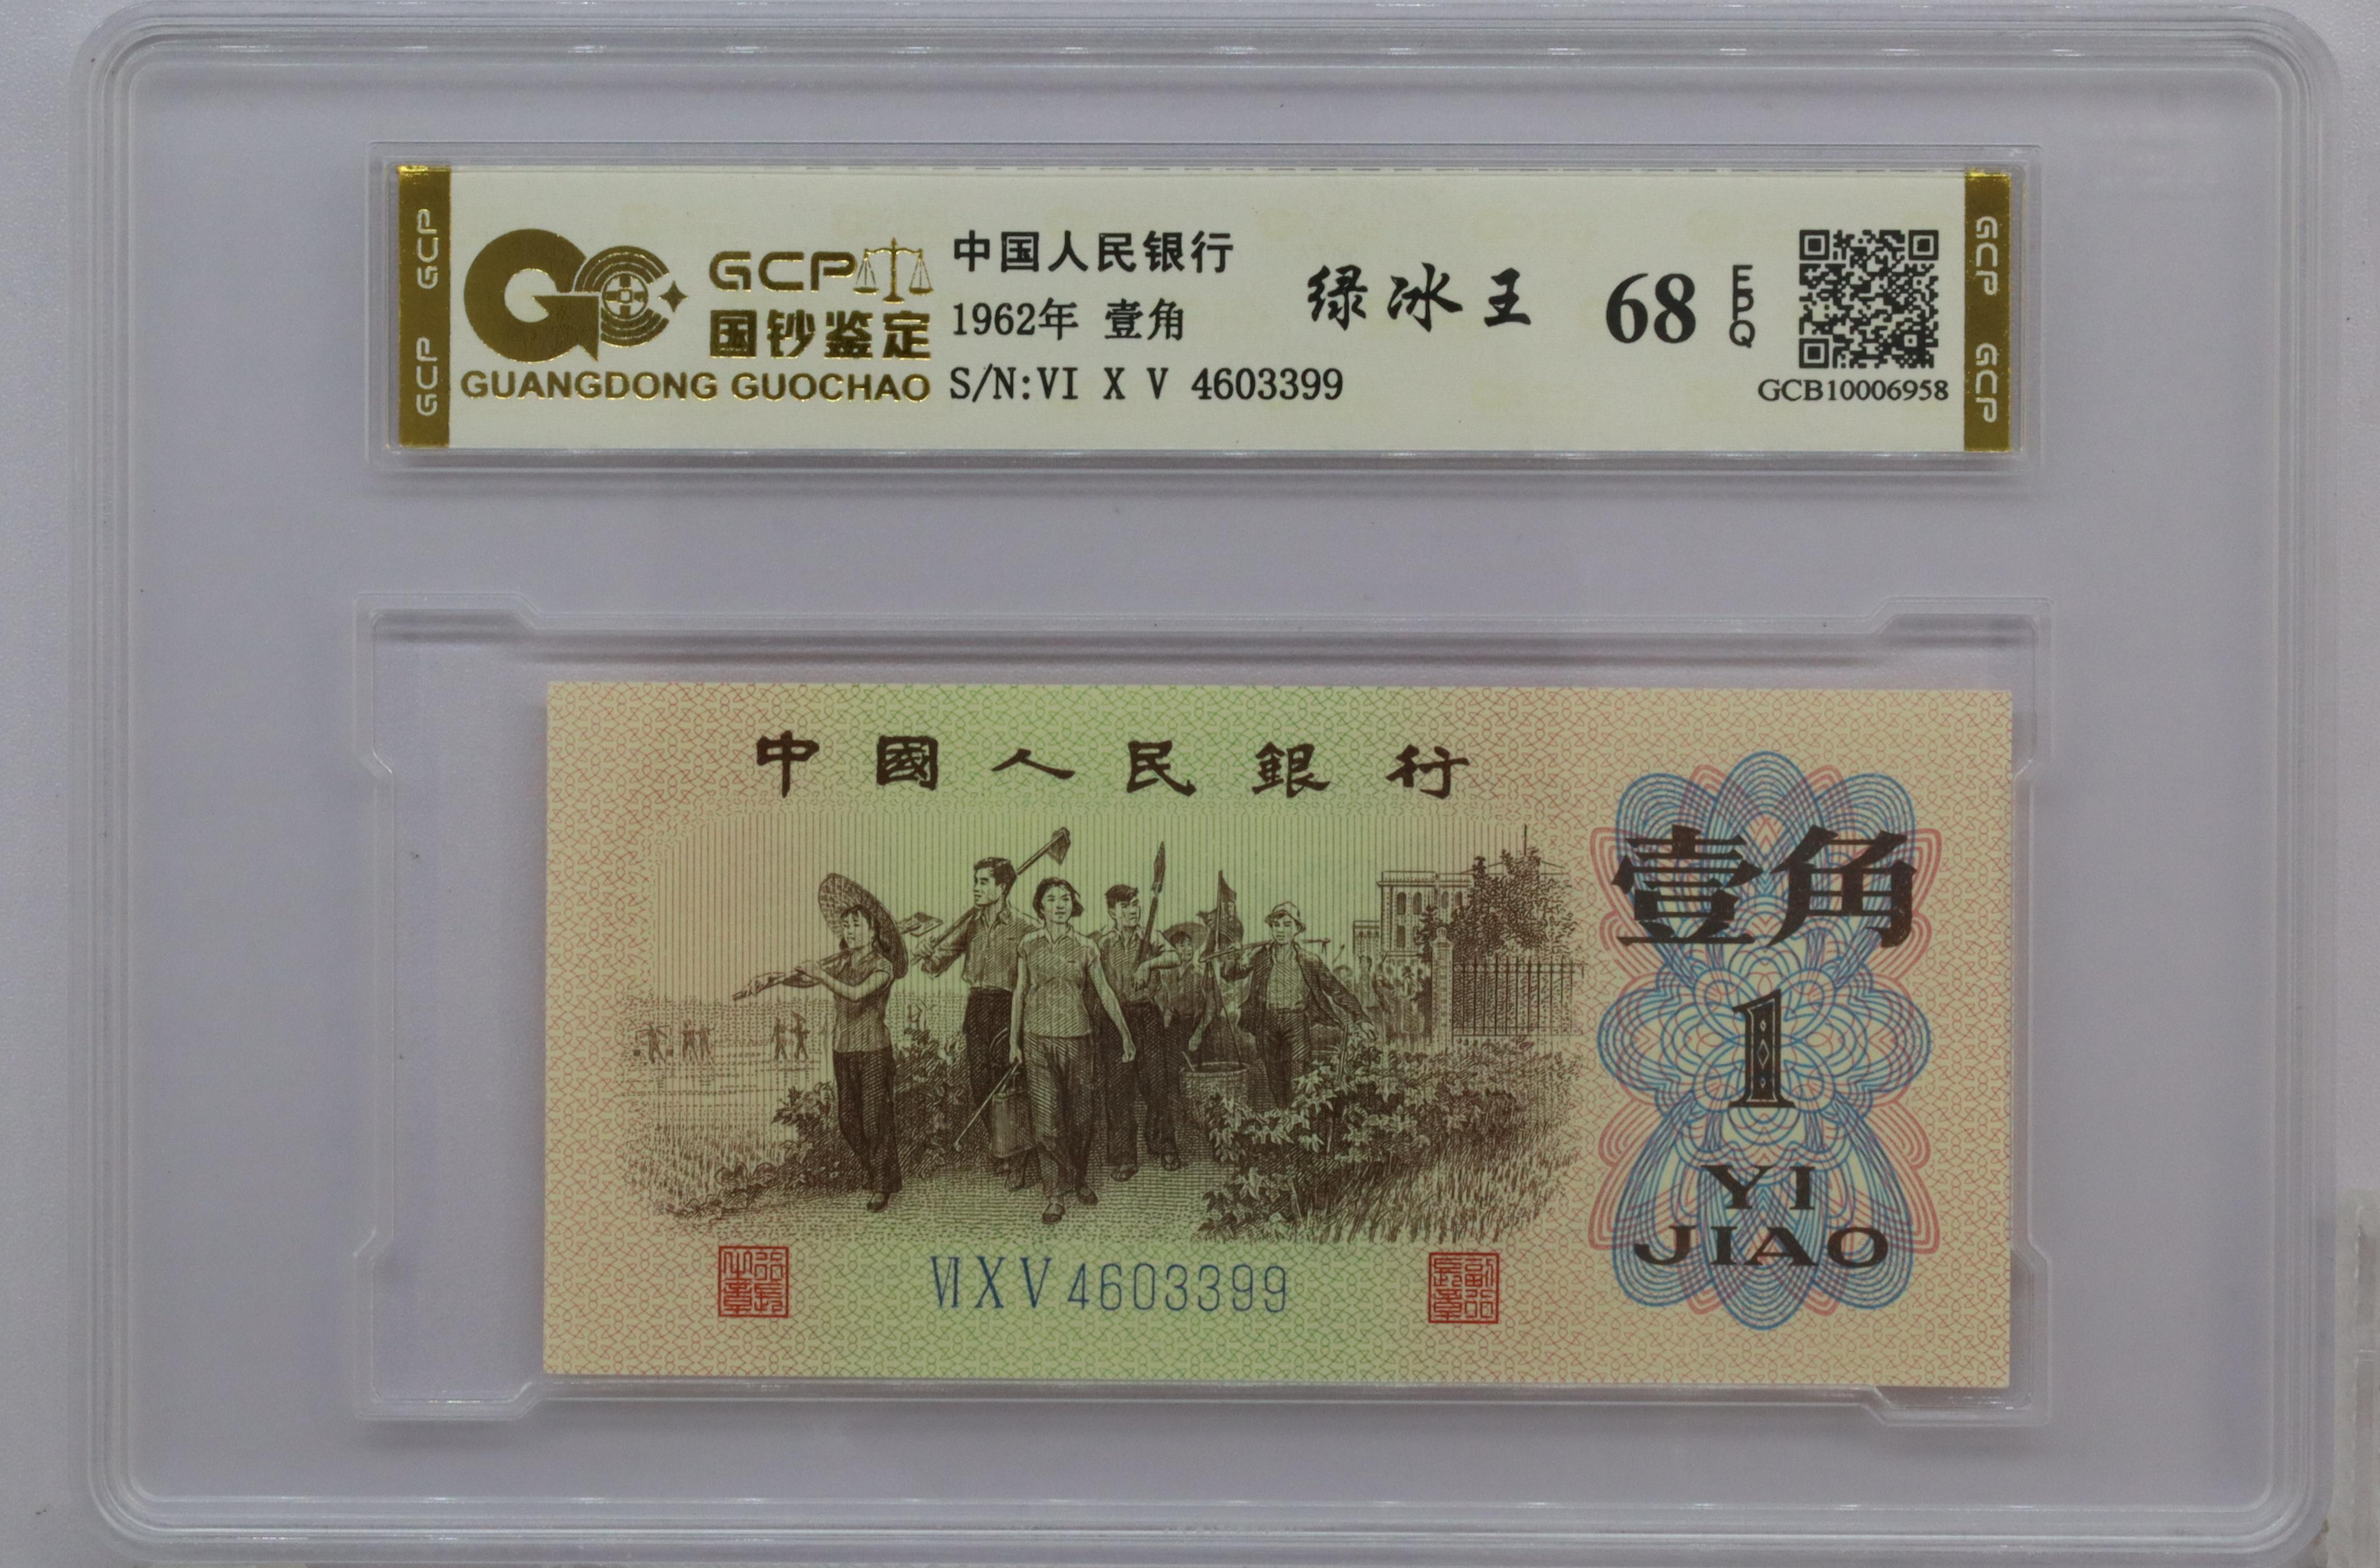 GCP
国钞鉴定
GUANGDONG GUOCHAO
中国人民银行
1962年 壹角
S/N:VI X V 4603399
绿冰王
68
EPQ
GCB10006958
GCP GCP
GCP GCP
中國人民銀行
壹角
1
YI
JIAO
VI X V 4603399